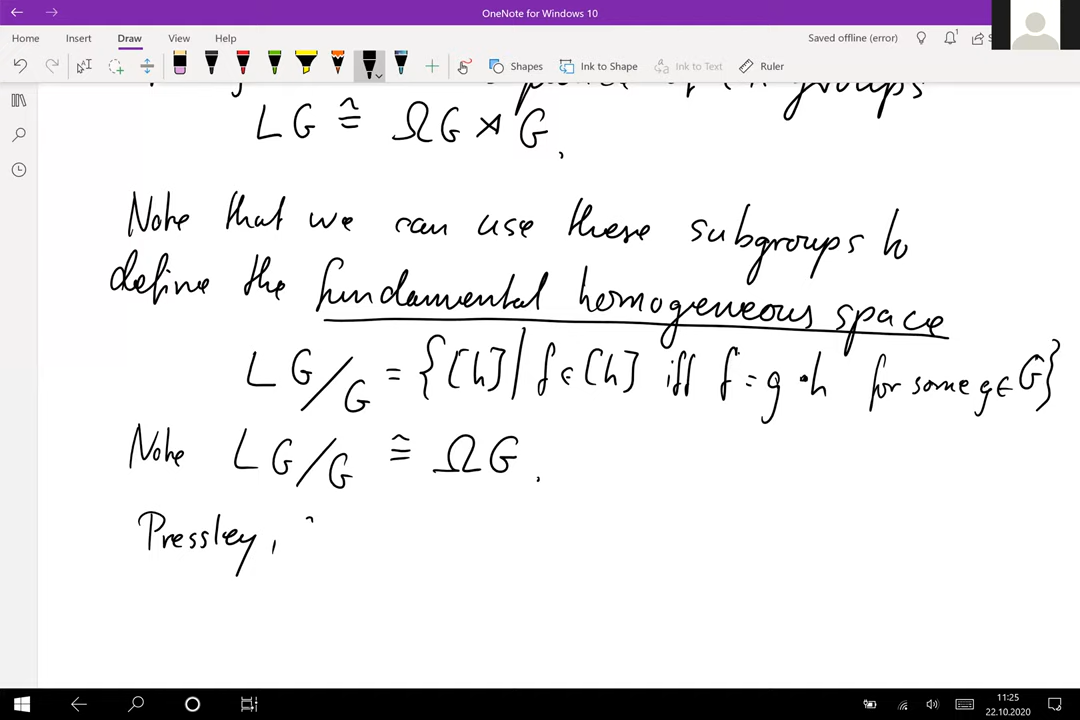 OneNote for Windows 10
Home Insert Draw View Help
Saved offline (error)
Shapes Ink to Shape Ink to Text Ruler
groups
LG ≅ ΩG ⋊ G,
Note that we can use these subgroups to
define the fundamental homogeneous space
LG/G = {[h] | f ∈ [h] iff f = g · h for some g ∈ G}
Note LG/G ≅ ΩG.
Pressley,
11:25
22.10.2020